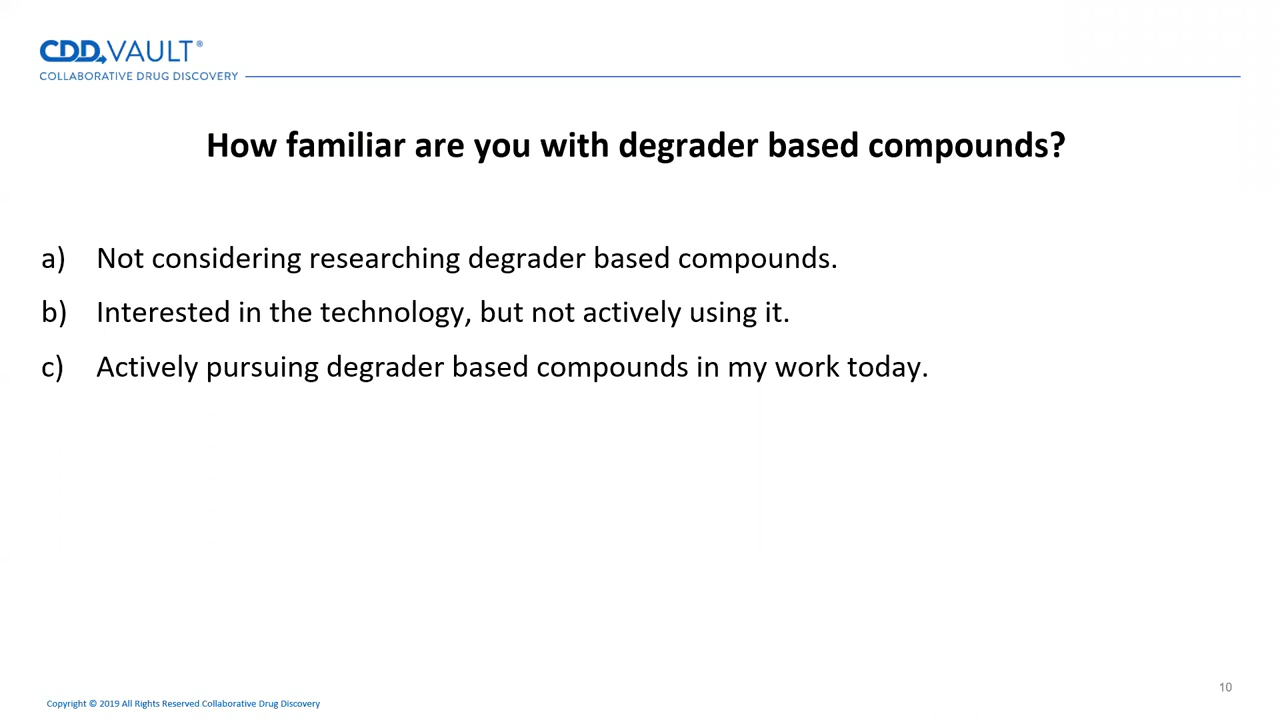 CDD VAULT®
COLLABORATIVE DRUG DISCOVERY
How familiar are you with degrader based compounds?
a) Not considering researching degrader based compounds.
b) Interested in the technology, but not actively using it.
c) Actively pursuing degrader based compounds in my work today.
10
Copyright © 2019 All Rights Reserved Collaborative Drug Discovery